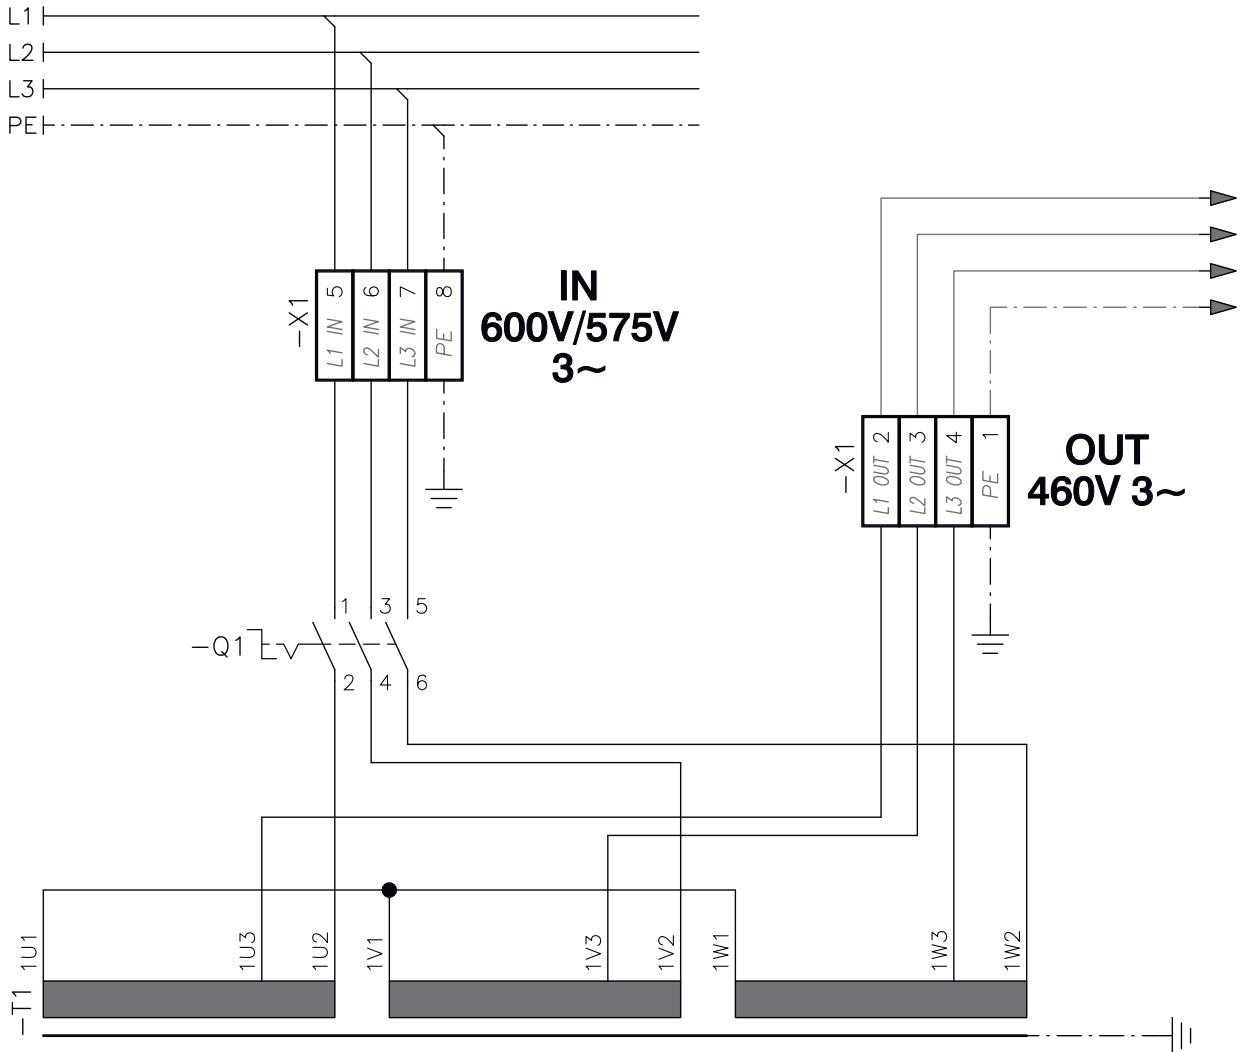 L1
L2
L3
PE
-X1
L1 IN 5
L2 IN 6
L3 IN 7
PE 8
IN
600V/575V
3~
-X1
L1 OUT 2
L2 OUT 3
L3 OUT 4
PE 1
OUT
460V 3~
-Q1
1
3
5
2
4
6
-T1
1U1
1U3
1U2
1V1
1V3
1V2
1W1
1W3
1W2